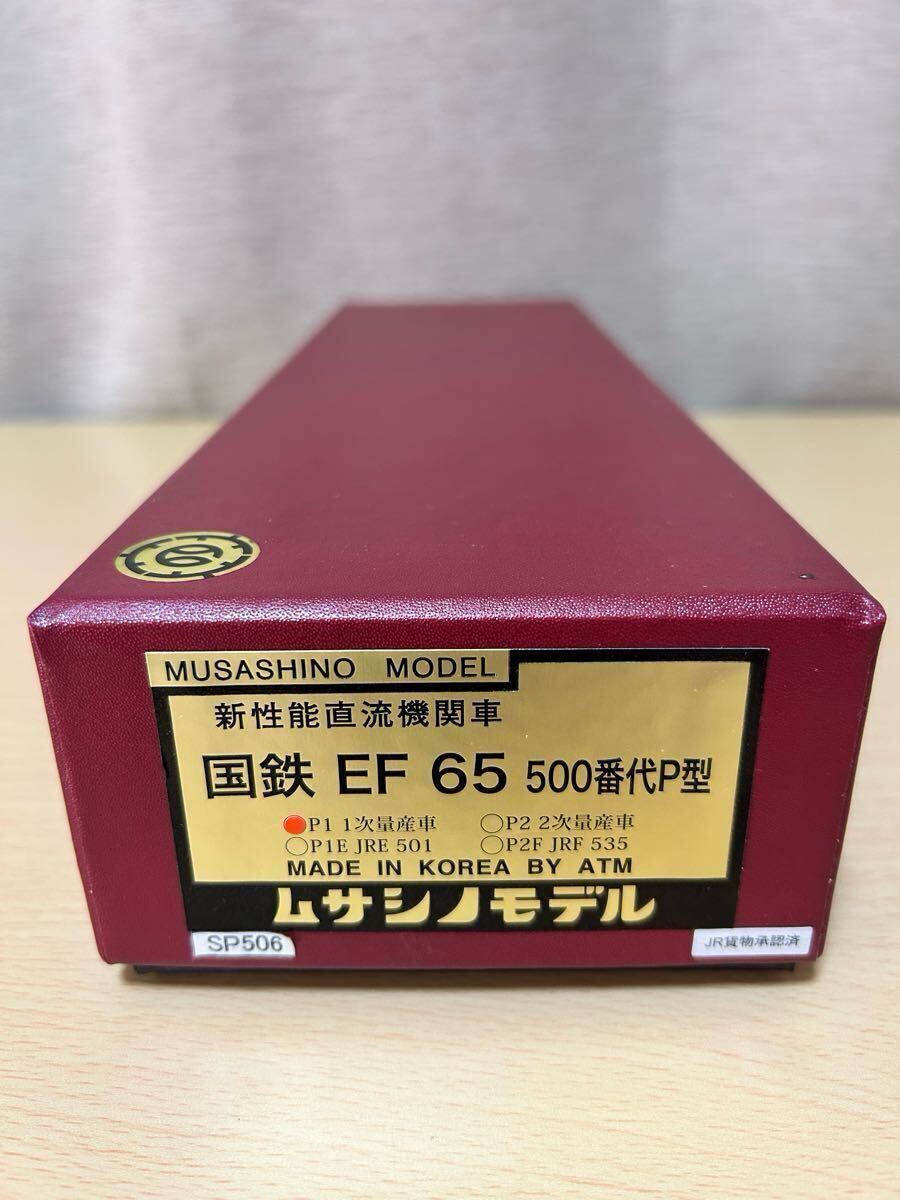 MUSASHINO MODEL
新性能直流機関車
国鉄 EF 65 500番代P型
P1 1次量産車 P2 2次量産車
P1E JRE 501 P2F JRF 535
MADE IN KOREA BY ATM
ムサシノモデル
SP506 JR貨物承認済